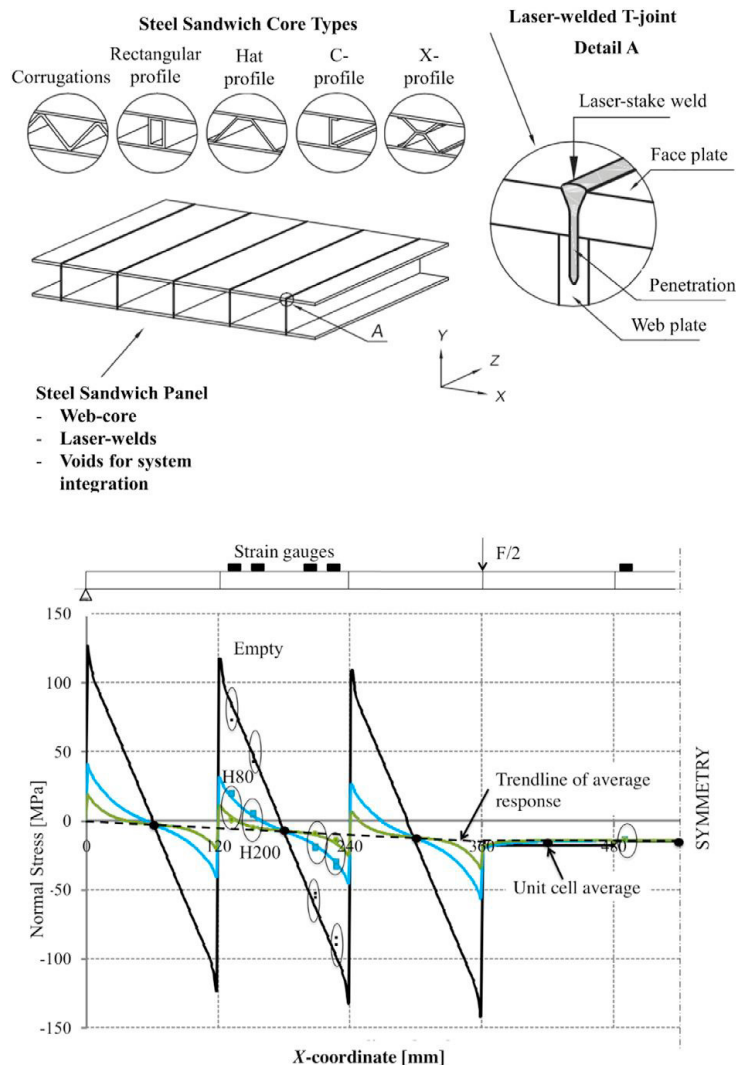 Steel Sandwich Core Types
Corrugations
Rectangular
profile
Hat
profile
C-
profile
X-
profile
Laser-welded T-joint
Detail A
Laser-stake weld
Face plate
Penetration
Web plate
A
Y
Z
X
Steel Sandwich Panel
- Web-core
- Laser-welds
- Voids for system
integration
Strain gauges
F/2
150
100
50
0
-50
-100
-150
Normal Stress [MPa]
Empty
H80
H200
Trendline of average
response
Unit cell average
0
120
240
360
480
SYMMETRY
X-coordinate [mm]